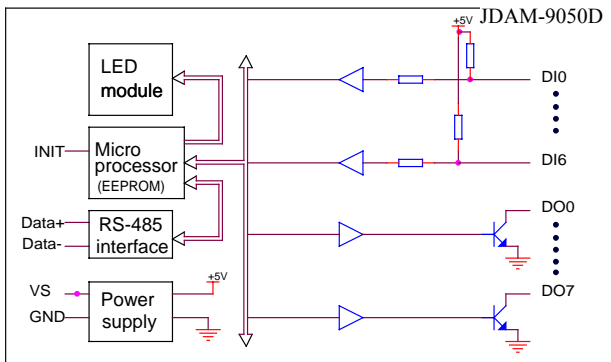 JDAM-9050D
+5V
LED
module
DI0
INIT
Micro
processor
(EEPROM)
DI6
Data+
Data-
RS-485
interface
DO0
VS
GND
Power
supply
+5V
DO7